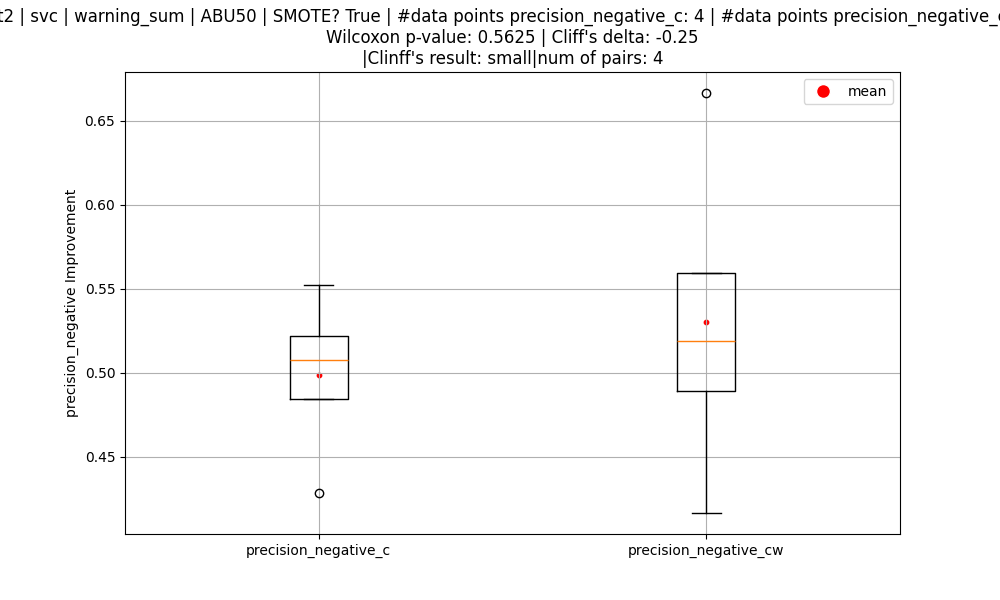 | svc | warning_sum | ABU50 | SMOTE? True | #data points precision_negative_c: 4 | #data points
Wilcoxon p-value: 0.5625 | Cliff's delta: -0.25
|Clinff's result: small|num of pairs: 4
mean
0.65
0.60
0.55
0.50
0.45
precision_negative Improvement
precision_negative_c
precision_negative_cw